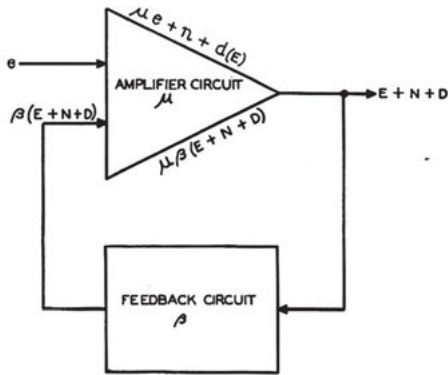 μe + n + d(E)
e
AMPLIFIER CIRCUIT
μ
E + N + D
β(E+N+D)
μβ(E+N+D)
FEEDBACK CIRCUIT
β